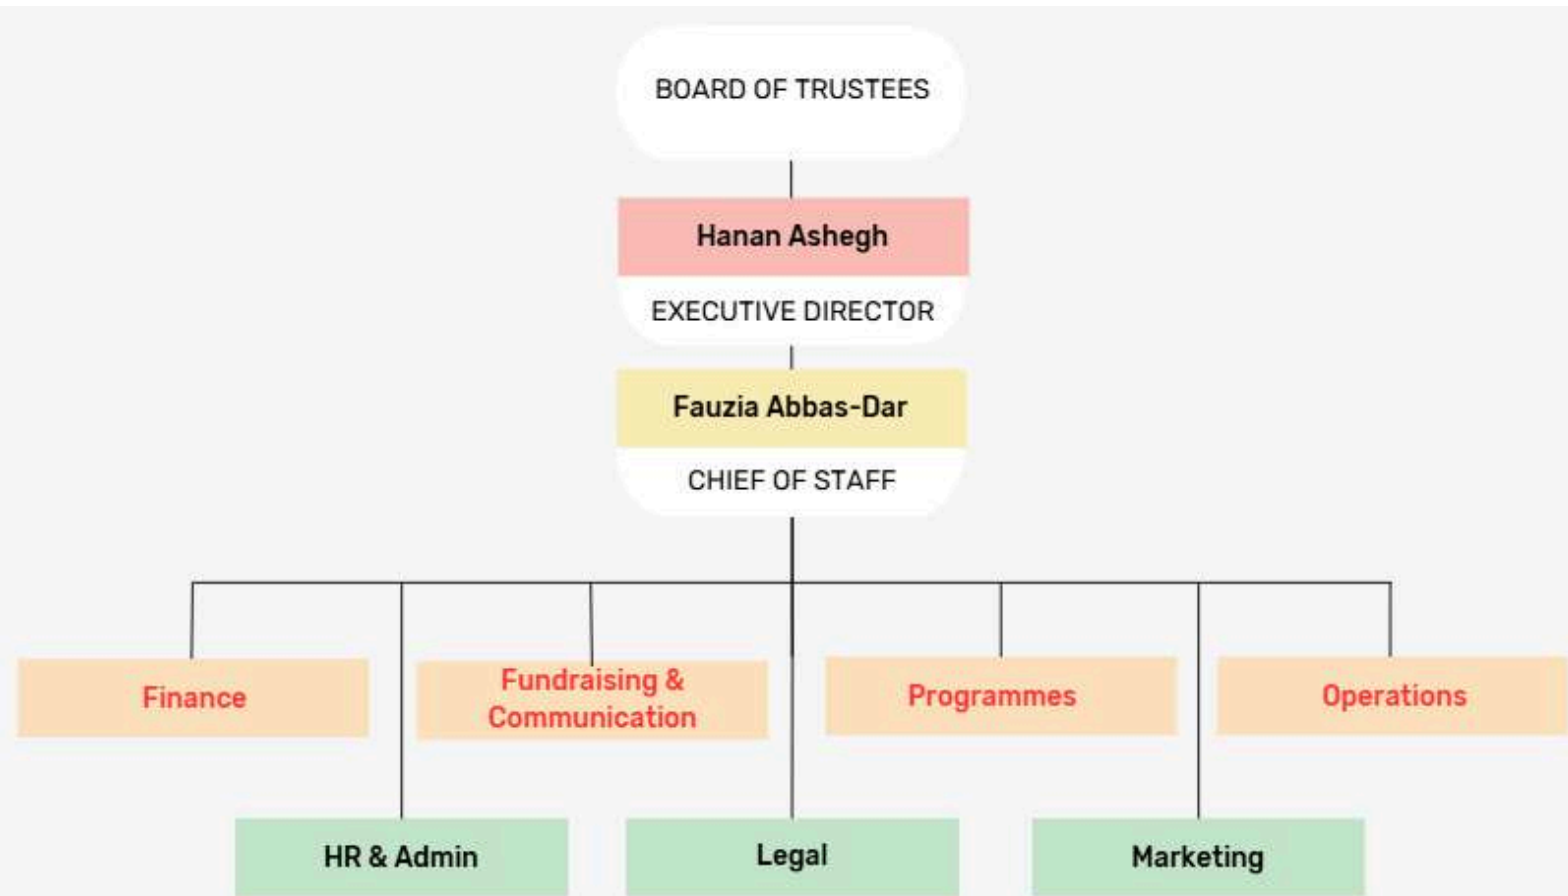 BOARD OF TRUSTEES
Hanan Ashegh
EXECUTIVE DIRECTOR
Fauzia Abbas-Dar
CHIEF OF STAFF
Finance
Fundraising &
Communication
Programmes
Operations
HR & Admin
Legal
Marketing